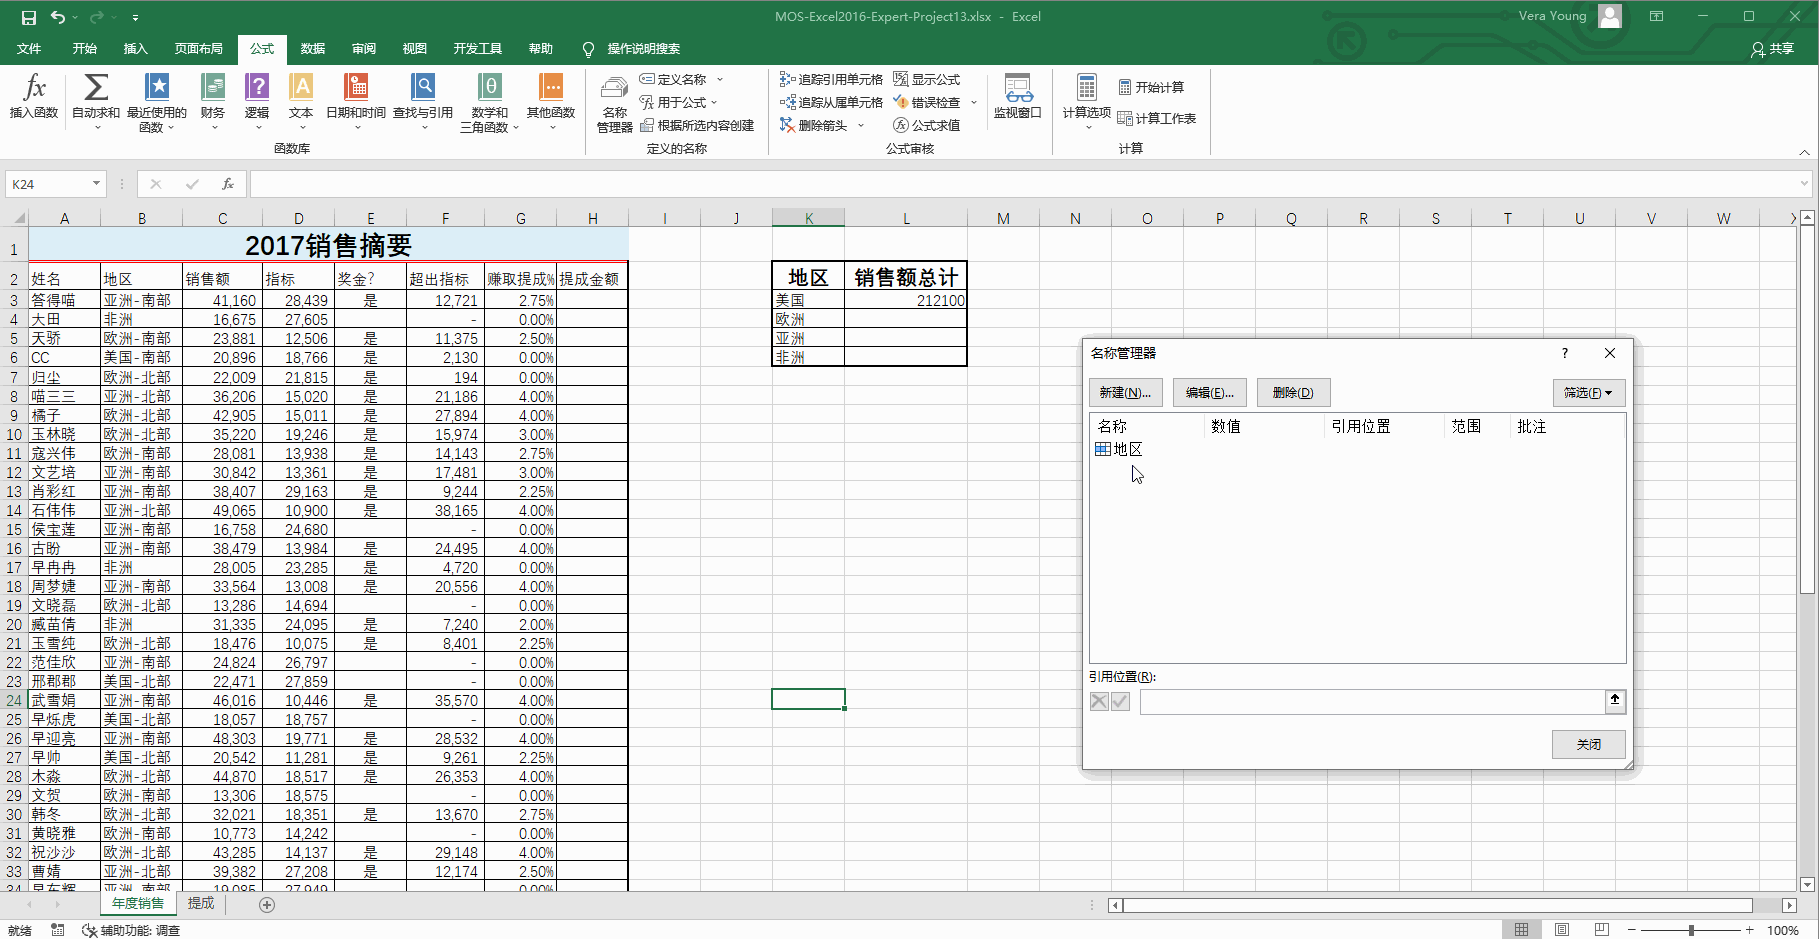 MOS-Excel2016-Expert-Project13.xlsx - Excel
Vera Young
文件 开始 插入 页面布局 公式 数据 审阅 视图 开发工具 帮助 操作说明搜索 共享
fx 插入函数
Σ 自动求和
最近使用的函数
财务
? 逻辑
A 文本
日期和时间
查找与引用
θ 数学和三角函数
其他函数
函数库
名称管理器
定义名称
用于公式
根据所选内容创建
定义的名称
追踪引用单元格
追踪从属单元格
删除箭头
显示公式
错误检查
公式求值
监视窗口
公式审核
计算选项
开始计算
计算工作表
计算
K24 fx
A B C D E F G H I J K L M N O P Q R S T U V W X
1 2017销售摘要
2 姓名 地区 销售额 指标 奖金? 超出指标 赚取提成% 提成金额 地区 销售额总计
3 答得喵 亚洲-南部 41,160 28,439 是 12,721 2.75% 美国 212100
4 大田 非洲 16,675 27,605 - 0.00% 欧洲
5 天骄 欧洲-南部 23,881 12,506 是 11,375 2.50% 亚洲
6 CC 美国-南部 20,896 18,766 是 2,130 0.00% 非洲
7 归尘 欧洲-北部 22,009 21,815 是 194 0.00%
8 喵三三 亚洲-南部 36,206 15,020 是 21,186 4.00%
9 橘子 欧洲-北部 42,905 15,011 是 27,894 4.00%
10 玉林晓 欧洲-北部 35,220 19,246 是 15,974 3.00%
11 寇兴伟 欧洲-南部 28,081 13,938 是 14,143 2.75%
12 文艺培 亚洲-南部 30,842 13,361 是 17,481 3.00%
13 肖彩红 亚洲-南部 38,407 29,163 是 9,244 2.25%
14 石伟伟 亚洲-北部 49,065 10,900 是 38,165 4.00%
15 侯宝莲 亚洲-南部 16,758 24,680 - 0.00%
16 古盼 亚洲-南部 38,479 13,984 是 24,495 4.00%
17 早冉冉 非洲 28,005 23,285 是 4,720 0.00%
18 周梦婕 亚洲-南部 33,564 13,008 是 20,556 4.00%
19 文晓磊 欧洲-北部 13,286 14,694 - 0.00%
20 臧苗倩 非洲 31,335 24,095 是 7,240 2.00%
21 玉雪纯 欧洲-北部 18,476 10,075 是 8,401 2.25%
22 范佳欣 亚洲-南部 24,824 26,797 - 0.00%
23 邢郡郡 美国-北部 22,471 27,859 - 0.00%
24 武雪娟 亚洲-南部 46,016 10,446 是 35,570 4.00%
25 早烁虎 美国-北部 18,057 18,757 - 0.00%
26 早迎亮 亚洲-南部 48,303 19,771 是 28,532 4.00%
27 早帅 美国-北部 20,542 11,281 是 9,261 2.25%
28 木淼 欧洲-北部 44,870 18,517 是 26,353 4.00%
29 文贺 欧洲-南部 13,306 18,575 - 0.00%
30 韩冬 欧洲-北部 32,021 18,351 是 13,670 2.75%
31 黄晓雅 欧洲-南部 10,773 14,242 - 0.00%
32 祝沙沙 欧洲-北部 43,285 14,137 是 29,148 4.00%
33 曹婧 亚洲-北部 39,382 27,208 是 12,174 2.50%
34 早东辉 亚洲-南部 19,085 27,949 0.00%
名称管理器 ?
新建(N)... 编辑(E)... 删除(D) 筛选(F)
名称 数值 引用位置 范围 批注
地区
引用位置(R):
关闭
年度销售 提成
就绪 辅助功能: 调查 100%